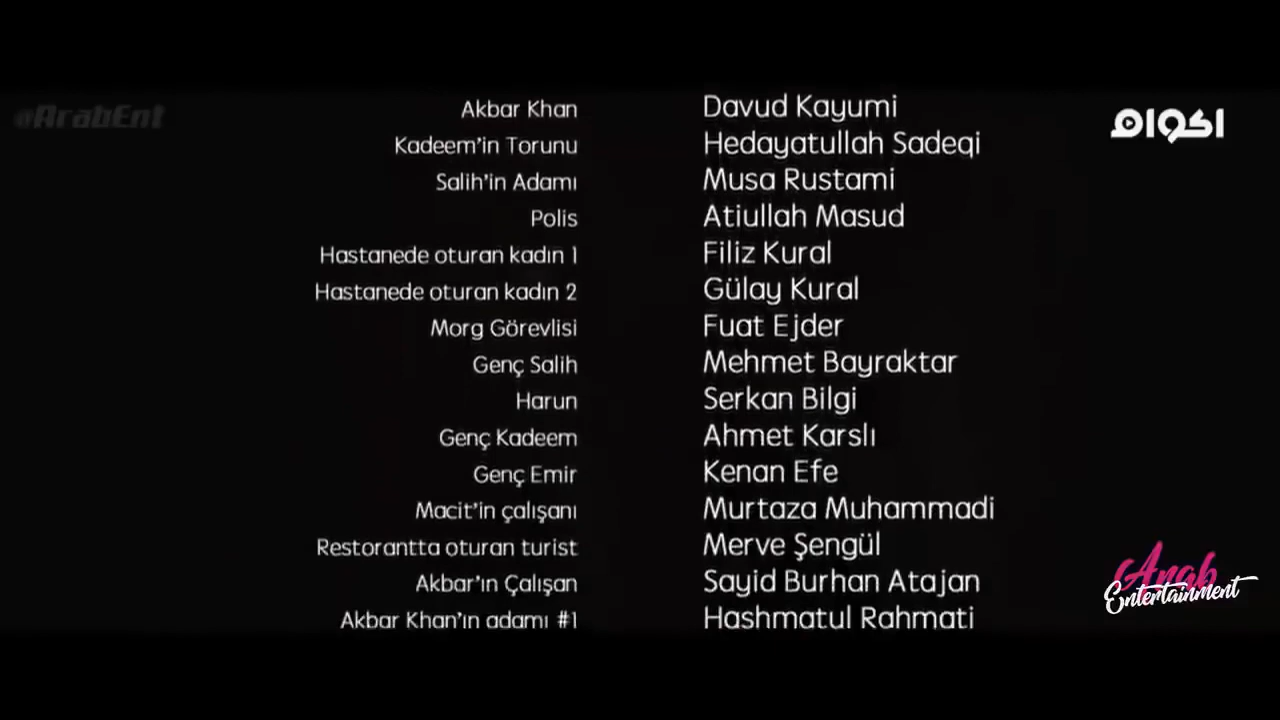 @ArabEnt
اكوام
Akbar Khan Davud Kayumi
Kadeem'in Torunu Hedayatullah Sadeqi
Salih'in Adamı Musa Rustami
Polis Atiullah Masud
Hastanede oturan kadın 1 Filiz Kural
Hastanede oturan kadın 2 Gülay Kural
Morg Görevlisi Fuat Ejder
Genç Salih Mehmet Bayraktar
Harun Serkan Bilgi
Genç Kadeem Ahmet Karslı
Genç Emir Kenan Efe
Macit'in çalışanı Murtaza Muhammadi
Restorantta oturan turist Merve Şengül
Akbar'ın Çalışan Sayid Burhan Atajan
Akbar Khan'ın adamı #1 Hashmatul Rahmati
Arab
Entertainment